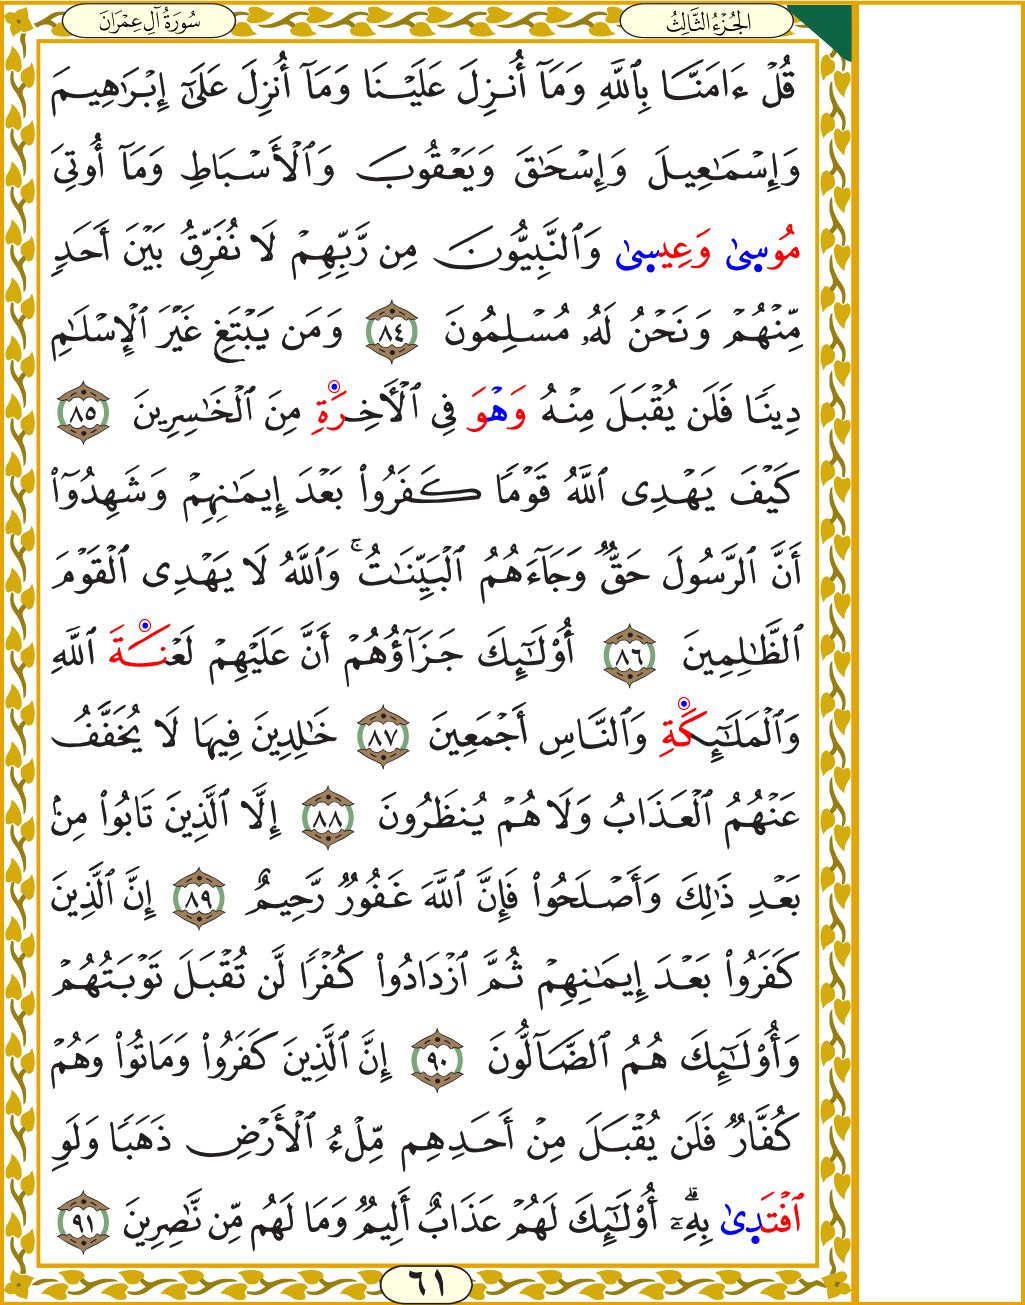 سُورَةُ آلِ عِمْرَانَ
الجُزْءُ الثَّالِثُ
قُلْ ءَامَنَّا بِٱللَّهِ وَمَآ أُنزِلَ عَلَيْنَا وَمَآ أُنزِلَ عَلَىٰٓ إِبْرَٰهِيمَ
وَإِسْمَٰعِيلَ وَإِسْحَٰقَ وَيَعْقُوبَ وَٱلْأَسْبَاطِ وَمَآ أُوتِىَ
مُوسىٰ وَعِيسىٰ وَٱلنَّبِيُّونَ مِن رَّبِّهِمْ لَا نُفَرِّقُ بَيْنَ أَحَدٍ
مِّنْهُمْ وَنَحْنُ لَهُۥ مُسْلِمُونَ ٨٤ وَمَن يَبْتَغِ غَيْرَ ٱلْإِسْلَٰمِ
دِينًا فَلَن يُقْبَلَ مِنْهُ وَهْوَ فِى ٱلْأَخِرَةِ مِنَ ٱلْخَٰسِرِينَ ٨٥
كَيْفَ يَهْدِى ٱللَّهُ قَوْمًا كَفَرُوا۟ بَعْدَ إِيمَٰنِهِمْ وَشَهِدُوٓا۟
أَنَّ ٱلرَّسُولَ حَقٌّ وَجَآءَهُمُ ٱلْبَيِّنَٰتُ ۚ وَٱللَّهُ لَا يَهْدِى ٱلْقَوْمَ
ٱلظَّٰلِمِينَ ٨٦ أُو۟لَٰٓئِكَ جَزَآؤُهُمْ أَنَّ عَلَيْهِمْ لَعْنَةَ ٱللَّهِ
وَٱلْمَلَٰٓئِكَةِ وَٱلنَّاسِ أَجْمَعِينَ ٨٧ خَٰلِدِينَ فِيهَا لَا يُخَفَّفُ
عَنْهُمُ ٱلْعَذَابُ وَلَا هُمْ يُنظَرُونَ ٨٨ إِلَّا ٱلَّذِينَ تَابُوا۟ مِنۢ
بَعْدِ ذَٰلِكَ وَأَصْلَحُوا۟ فَإِنَّ ٱللَّهَ غَفُورٌ رَّحِيمٌ ٨٩ إِنَّ ٱلَّذِينَ
كَفَرُوا۟ بَعْدَ إِيمَٰنِهِمْ ثُمَّ ٱزْدَادُوا۟ كُفْرًا لَّن تُقْبَلَ تَوْبَتُهُمْ
وَأُو۟لَٰٓئِكَ هُمُ ٱلضَّآلُّونَ ٩٠ إِنَّ ٱلَّذِينَ كَفَرُوا۟ وَمَاتُوا۟ وَهُمْ
كُفَّارٌ فَلَن يُقْبَلَ مِنْ أَحَدِهِم مِّلْءُ ٱلْأَرْضِ ذَهَبًا وَلَوِ
ٱفْتَدىٰ بِهِۦٓ ۗ أُو۟لَٰٓئِكَ لَهُمْ عَذَابٌ أَلِيمٌ وَمَا لَهُم مِّن نَّٰصِرِينَ ٩١
٦١